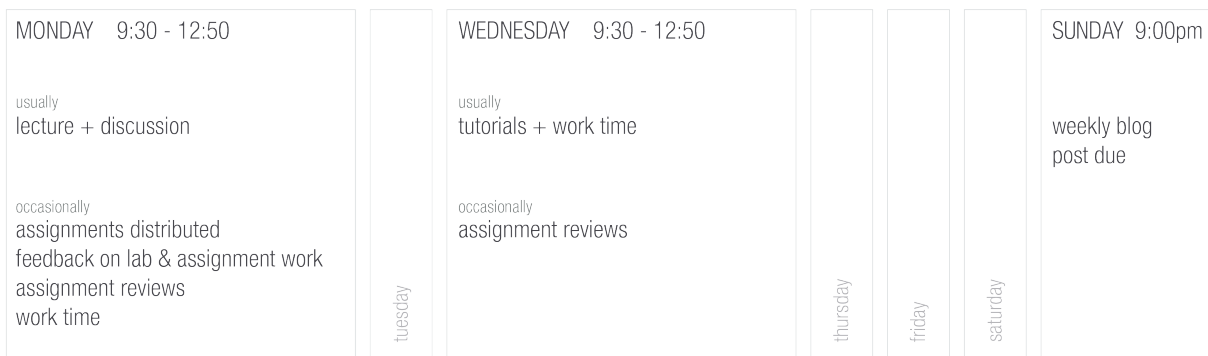 MONDAY 9:30 - 12:50
usually
lecture + discussion
occasionally
assignments distributed
feedback on lab & assignment work
assignment reviews
work time
tuesday
WEDNESDAY 9:30 - 12:50
usually
tutorials + work time
occasionally
assignment reviews
thursday
friday
saturday
SUNDAY 9:00pm
weekly blog
post due